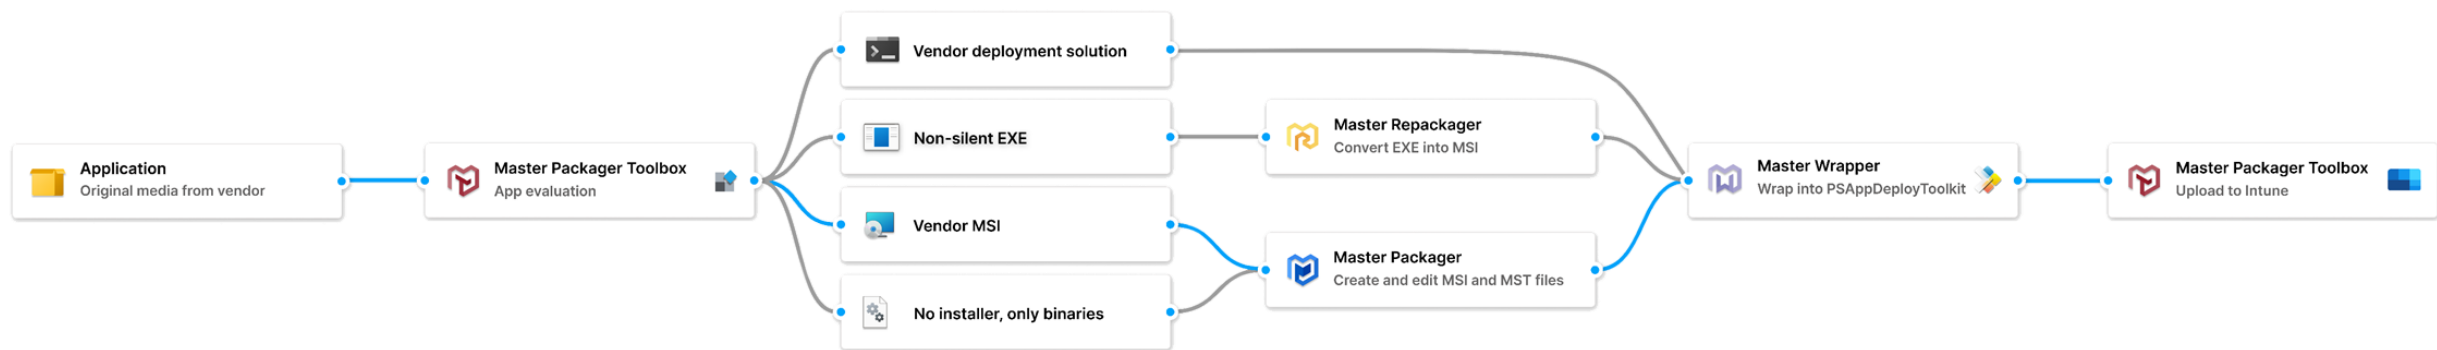 Application
Original media from vendor
Master Packager Toolbox
App evaluation
Vendor deployment solution
Non-silent EXE
Vendor MSI
No installer, only binaries
Master Repackager
Convert EXE into MSI
Master Packager
Create and edit MSI and MST files
Master Wrapper
Wrap into PSAppDeployToolkit
Master Packager Toolbox
Upload to Intune